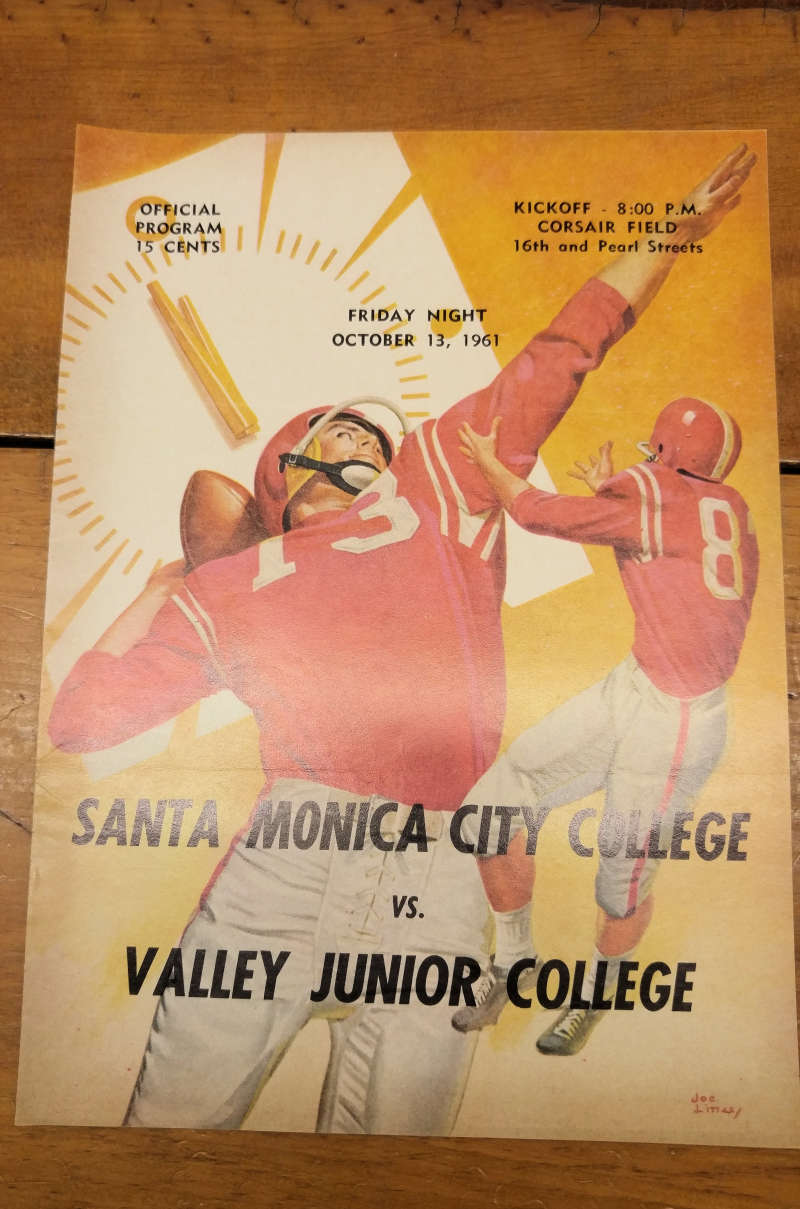 OFFICIAL
PROGRAM
15 CENTS
KICKOFF - 8:00 P.M.
CORSAIR FIELD
16th and Pearl Streets
FRIDAY NIGHT
OCTOBER 13, 1961
13
8
SANTA MONICA CITY COLLEGE
VS.
VALLEY JUNIOR COLLEGE
Joe